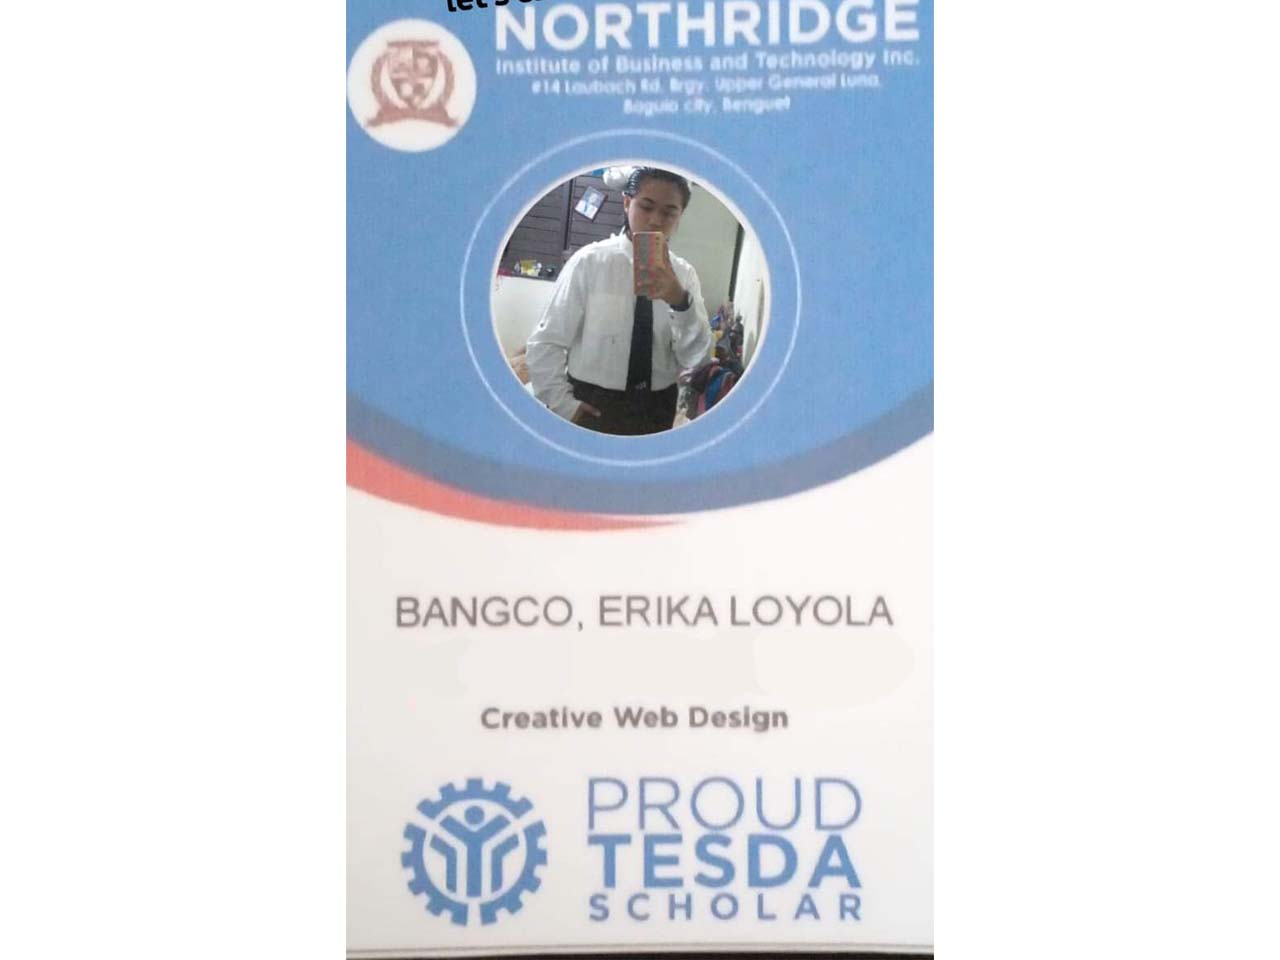 let's
NORTHRIDGE
Institute of Business and Technology Inc.
#14 Laubach Rd. Brgy. Upper General Luna,
Baguio city, Benguet
BANGCO, ERIKA LOYOLA
Creative Web Design
PROUD
TESDA
SCHOLAR